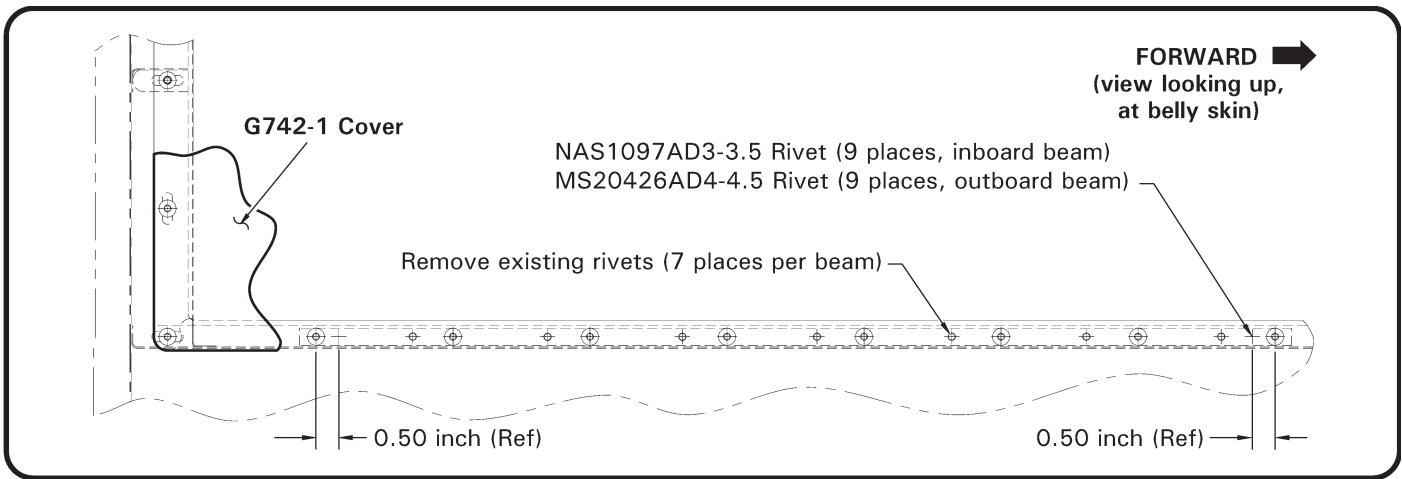 FORWARD
(view looking up,
at belly skin)
G742-1 Cover
NAS1097AD3-3.5 Rivet (9 places, inboard beam)
MS20426AD4-4.5 Rivet (9 places, outboard beam)
Remove existing rivets (7 places per beam)
0.50 inch (Ref)
0.50 inch (Ref)